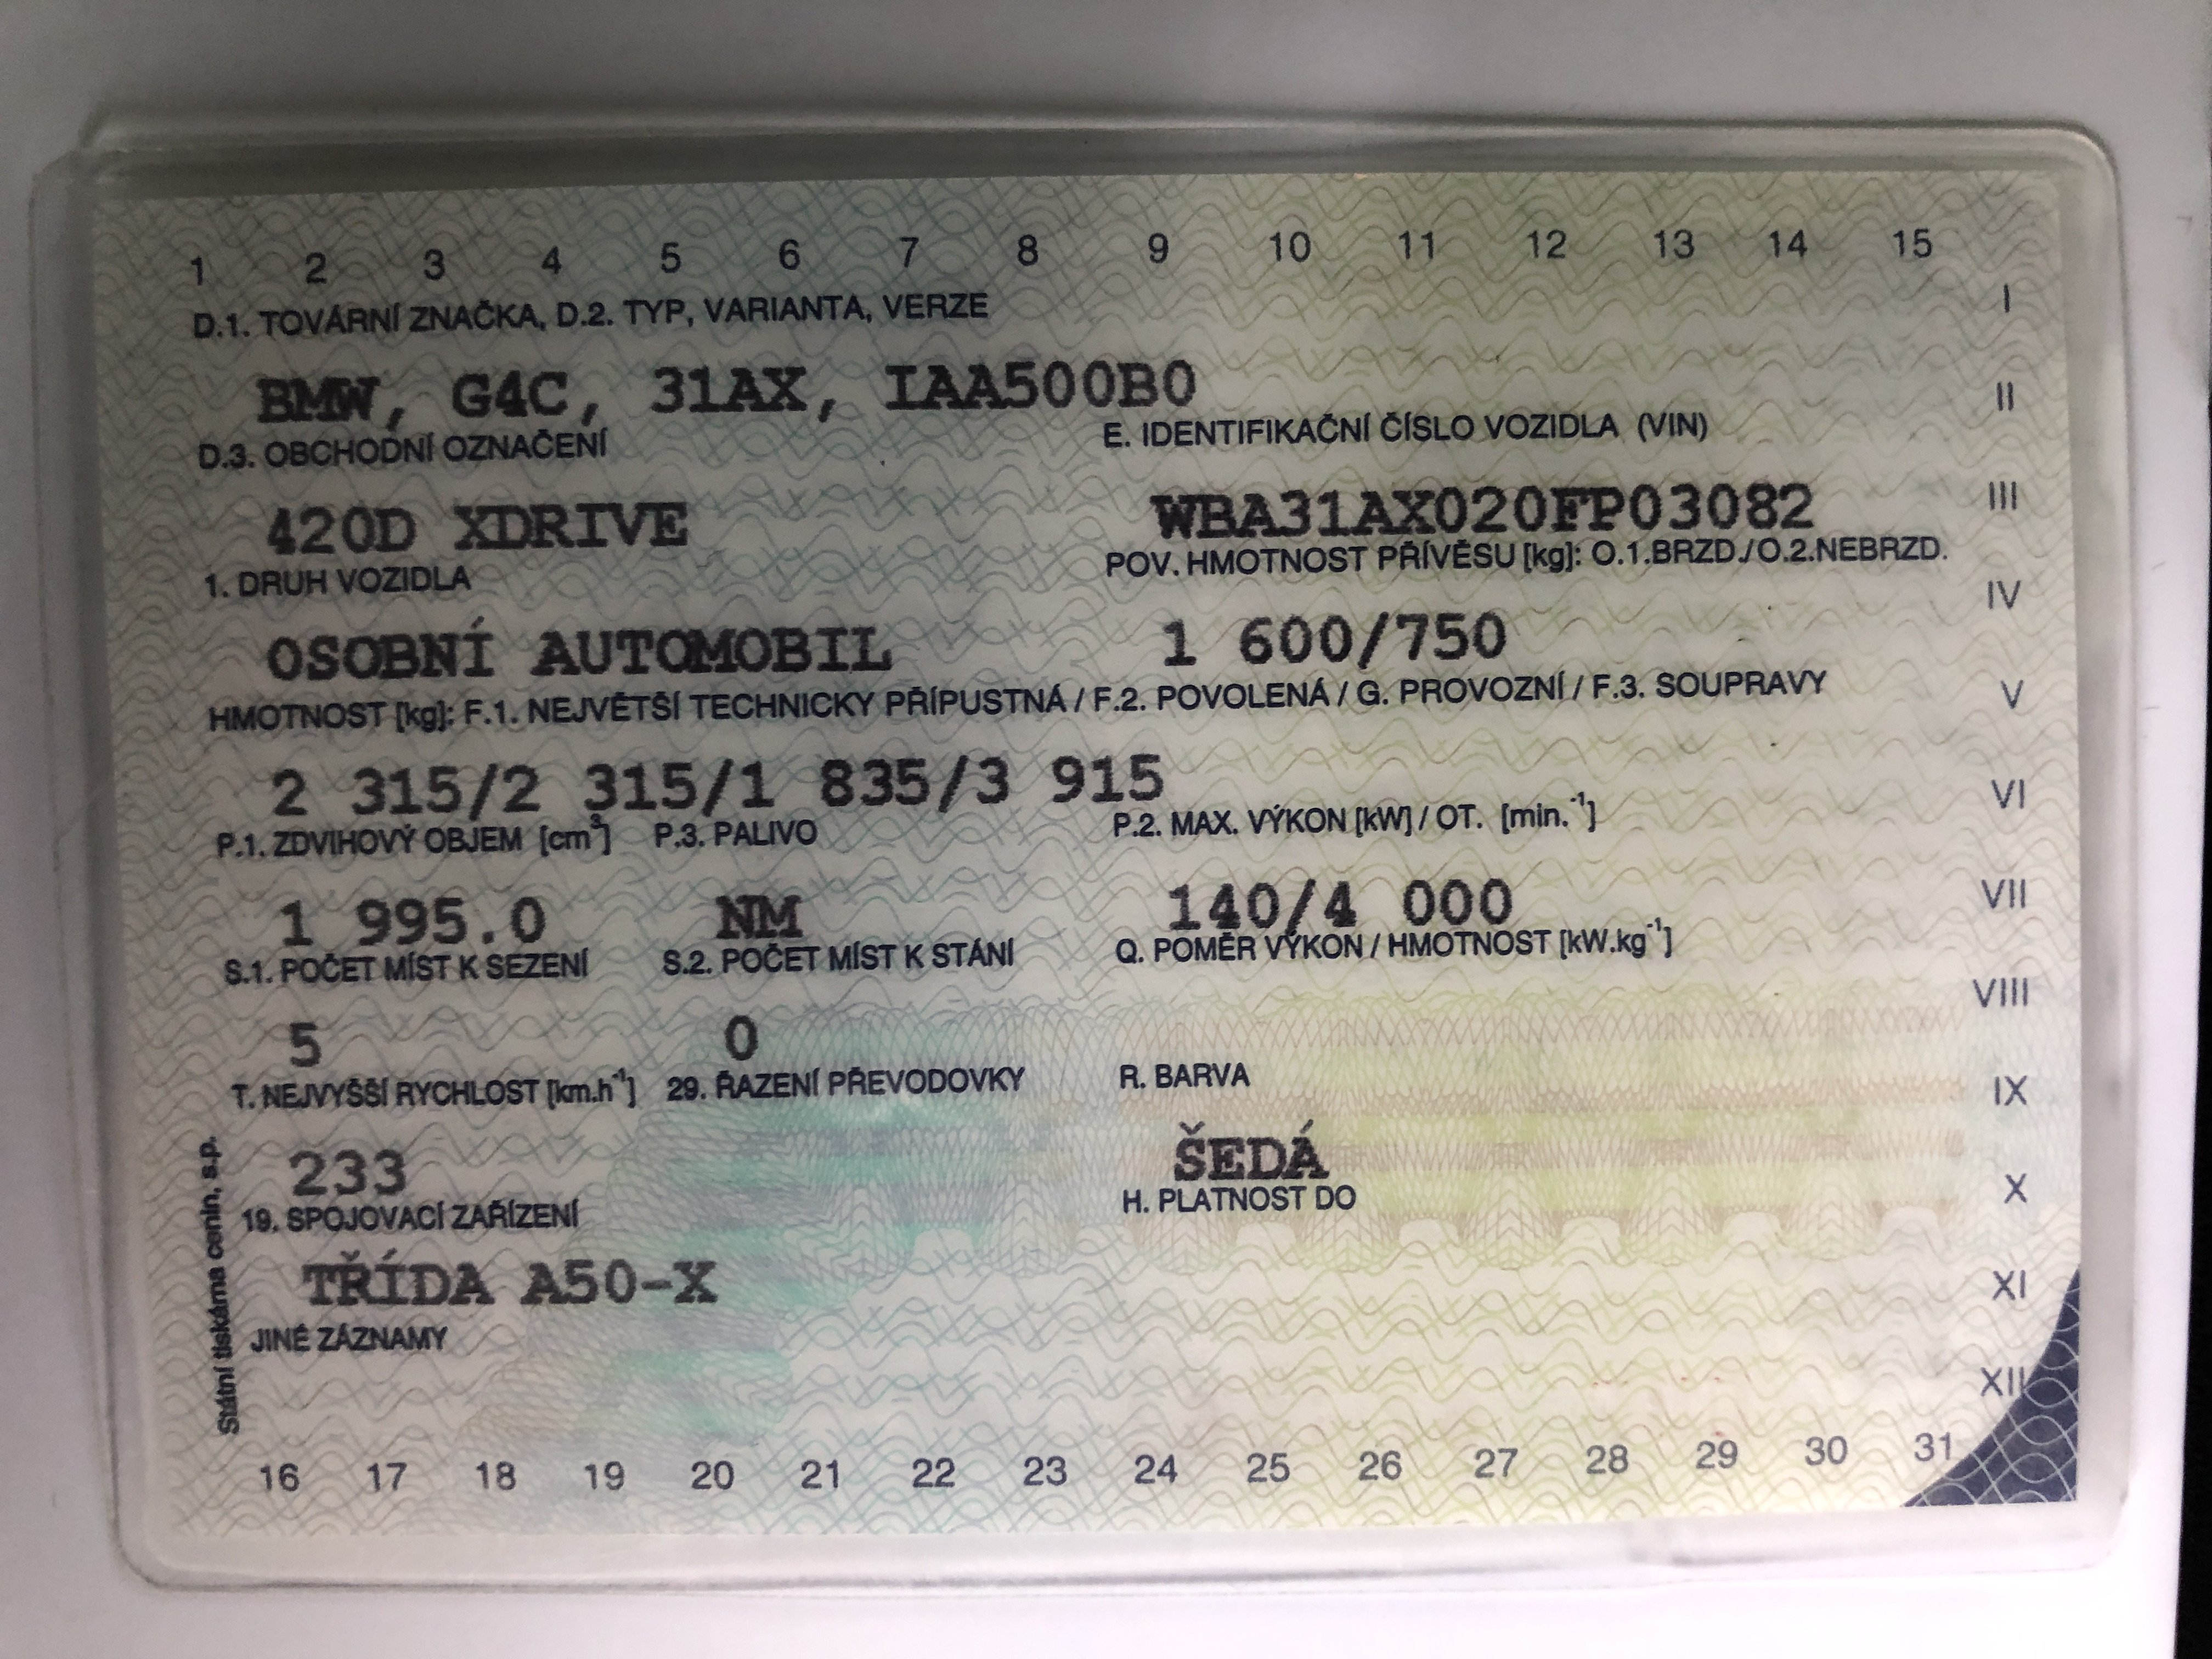 1 2 3 4 5 6 7 8 9 10 11 12 13 14 15
D.1. TOVÁRNÍ ZNAČKA, D.2. TYP, VARIANTA, VERZE
I
BMW, G4C, 31AX, IAA500B0
II
D.3. OBCHODNÍ OZNAČENÍ E. IDENTIFIKAČNÍ ČÍSLO VOZIDLA (VIN)
420D XDRIVE WBA31AX020FP03082
III
1. DRUH VOZIDLA POV. HMOTNOST PŘÍVĚSU [kg]: O.1.BRZD./O.2.NEBRZD.
IV
OSOBNÍ AUTOMOBIL 1 600/750
HMOTNOST [kg]: F.1. NEJVĚTŠÍ TECHNICKY PŘÍPUSTNÁ / F.2. POVOLENÁ / G. PROVOZNÍ / F.3. SOUPRAVY
V
2 315/2 315/1 835/3 915
VI
P.1. ZDVIHOVÝ OBJEM [cm³] P.3. PALIVO P.2. MAX. VÝKON [kW] / OT. [min.⁻¹]
1 995.0 NM 140/4 000
VII
S.1. POČET MÍST K SEZENÍ S.2. POČET MÍST K STÁNÍ Q. POMĚR VÝKON / HMOTNOST [kW.kg⁻¹]
VIII
5 0
T. NEJVYŠŠÍ RYCHLOST [km.h⁻¹] 29. ŘAZENÍ PŘEVODOVKY R. BARVA
IX
233 ŠEDÁ
X
19. SPOJOVACÍ ZAŘÍZENÍ H. PLATNOST DO
TŘÍDA A50-X
XI
JINÉ ZÁZNAMY
XII
Státní tiskárna cenin, s.p.
16 17 18 19 20 21 22 23 24 25 26 27 28 29 30 31